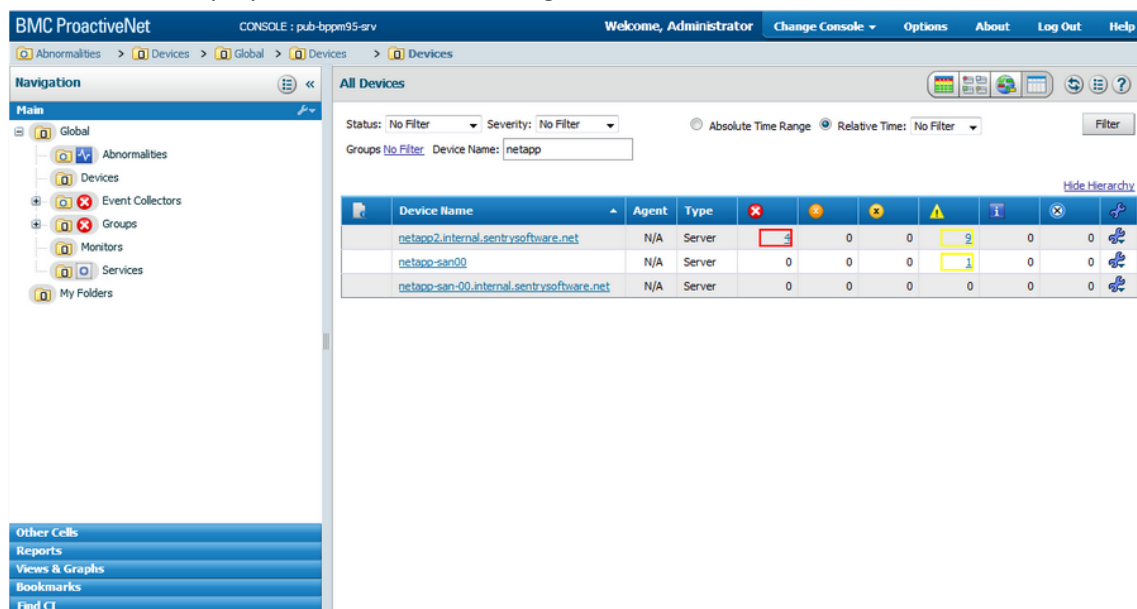 BMC ProactiveNet CONSOLE : pub-bppm95-srv Welcome, Administrator Change Console Options About Log Out Help
Abnormalities > Devices > Global > Devices > Devices
Navigation «
All Devices
Main
Global
Abnormalities
Devices
Event Collectors
Groups
Monitors
Services
My Folders
Status: No Filter Severity: No Filter Absolute Time Range Relative Time: No Filter Filter
Groups No Filter Device Name: netapp
Hide Hierarchy
Device Name Agent Type
netapp2.internal.sentrysoftware.net N/A Server 4 0 0 9 0 0
netapp-san00 N/A Server 0 0 0 1 0 0
netapp-san-00.internal.sentrysoftware.net N/A Server 0 0 0 0 0 0
Other Cells
Reports
Views & Graphs
Bookmarks
Find CI